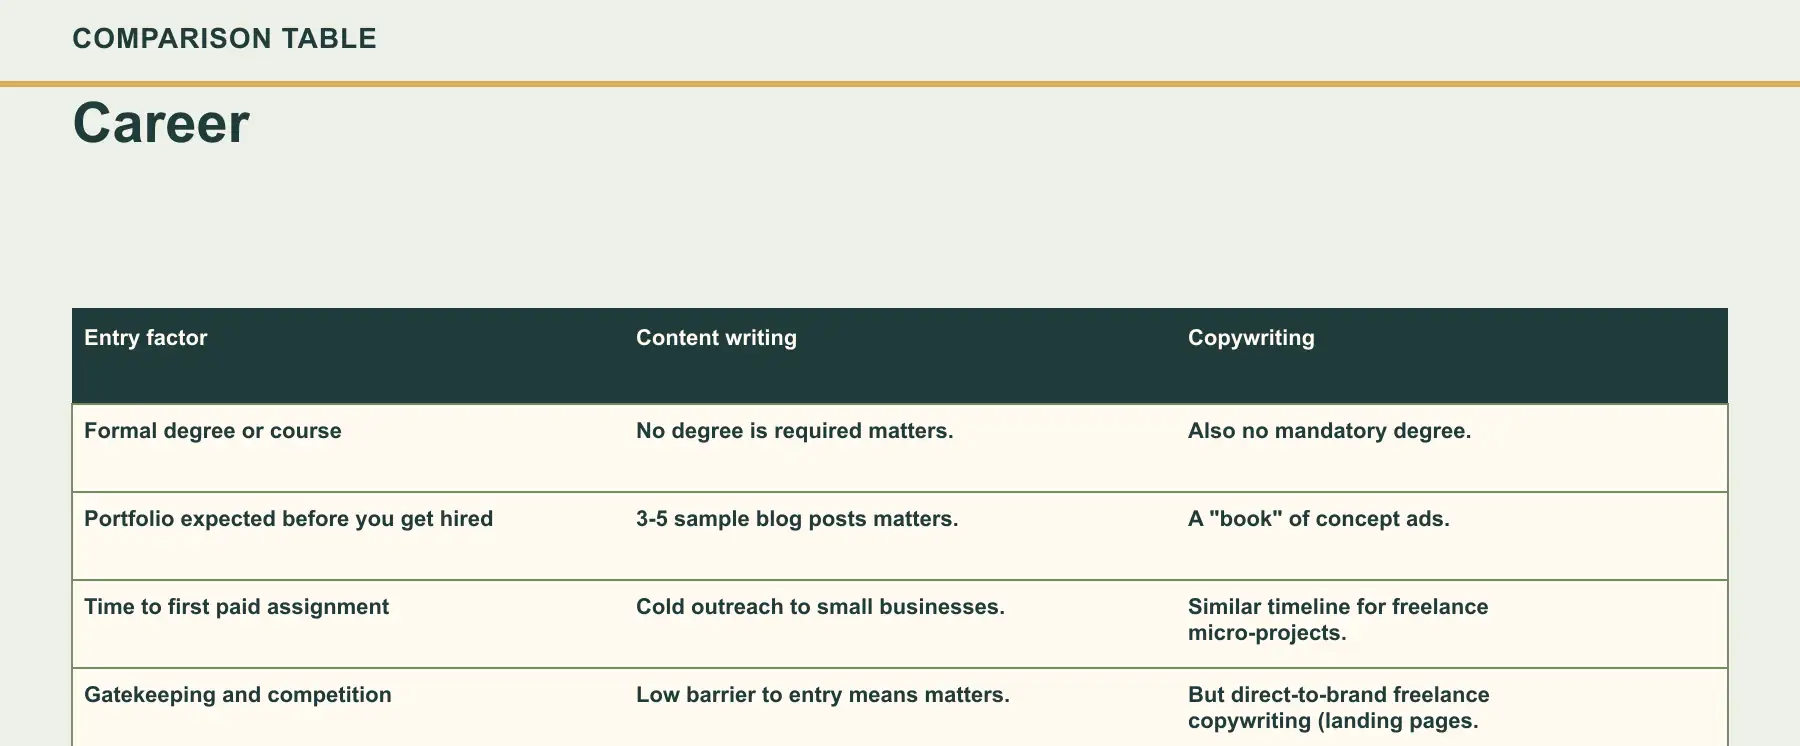 COMPARISON TABLE
Career
Entry factor
Content writing
Copywriting
Formal degree or course
No degree is required matters.
Also no mandatory degree.
Portfolio expected before you get hired
3-5 sample blog posts matters.
A "book" of concept ads.
Time to first paid assignment
Cold outreach to small businesses.
Similar timeline for freelance
micro-projects.
Gatekeeping and competition
Low barrier to entry means matters.
But direct-to-brand freelance
copywriting (landing pages.